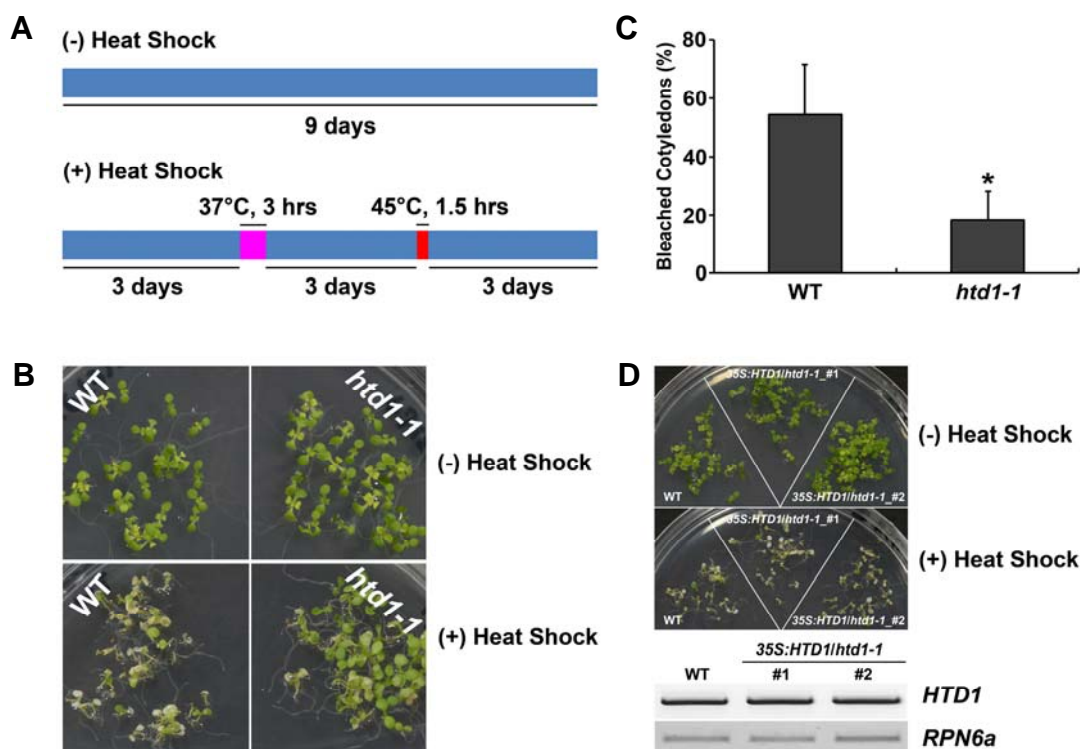 A
(-) Heat Shock
9 days
(+) Heat Shock
37°C, 3 hrs
45°C, 1.5 hrs
3 days
3 days
3 days
C
Bleached Cotyledons (%)
80
60
40
20
0
*
WT
htd1-1
B
WT
htd1-1
(-) Heat Shock
WT
htd1-1
(+) Heat Shock
D
35S:HTD1/htd1-1_#1
WT
35S:HTD1/htd1-1_#2
(-) Heat Shock
35S:HTD1/htd1-1_#1
WT
35S:HTD1/htd1-1_#2
(+) Heat Shock
35S:HTD1/htd1-1
WT
#1
#2
HTD1
RPN6a